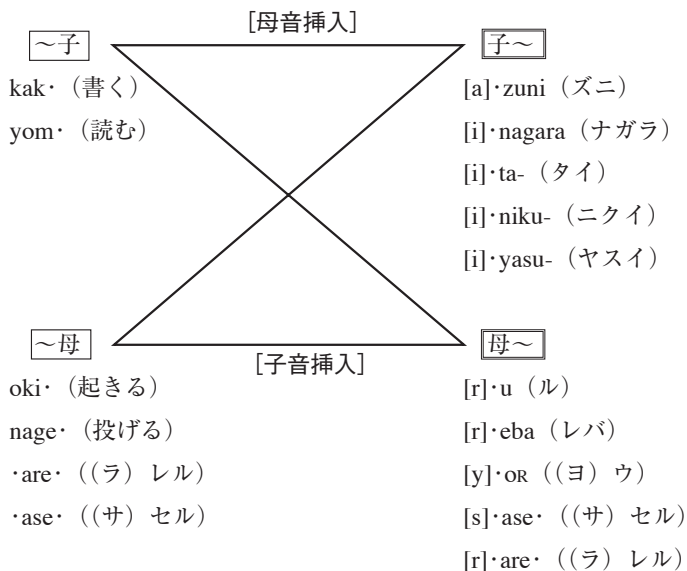 [母音挿入]
~子
子~
kak·(書く)
yom·(読む)
[a]·zuni(ズニ)
[i]·nagara(ナガラ)
[i]·ta-(タイ)
[i]·niku-(ニクイ)
[i]·yasu-(ヤスイ)
~母
[子音挿入]
母~
oki·(起きる)
nage·(投げる)
·are·((ラ)レル)
·ase·((サ)セル)
[r]·u(ル)
[r]·eba(レバ)
[y]·oR((ヨ)ウ)
[s]·ase·((サ)セル)
[r]·are·((ラ)レル)